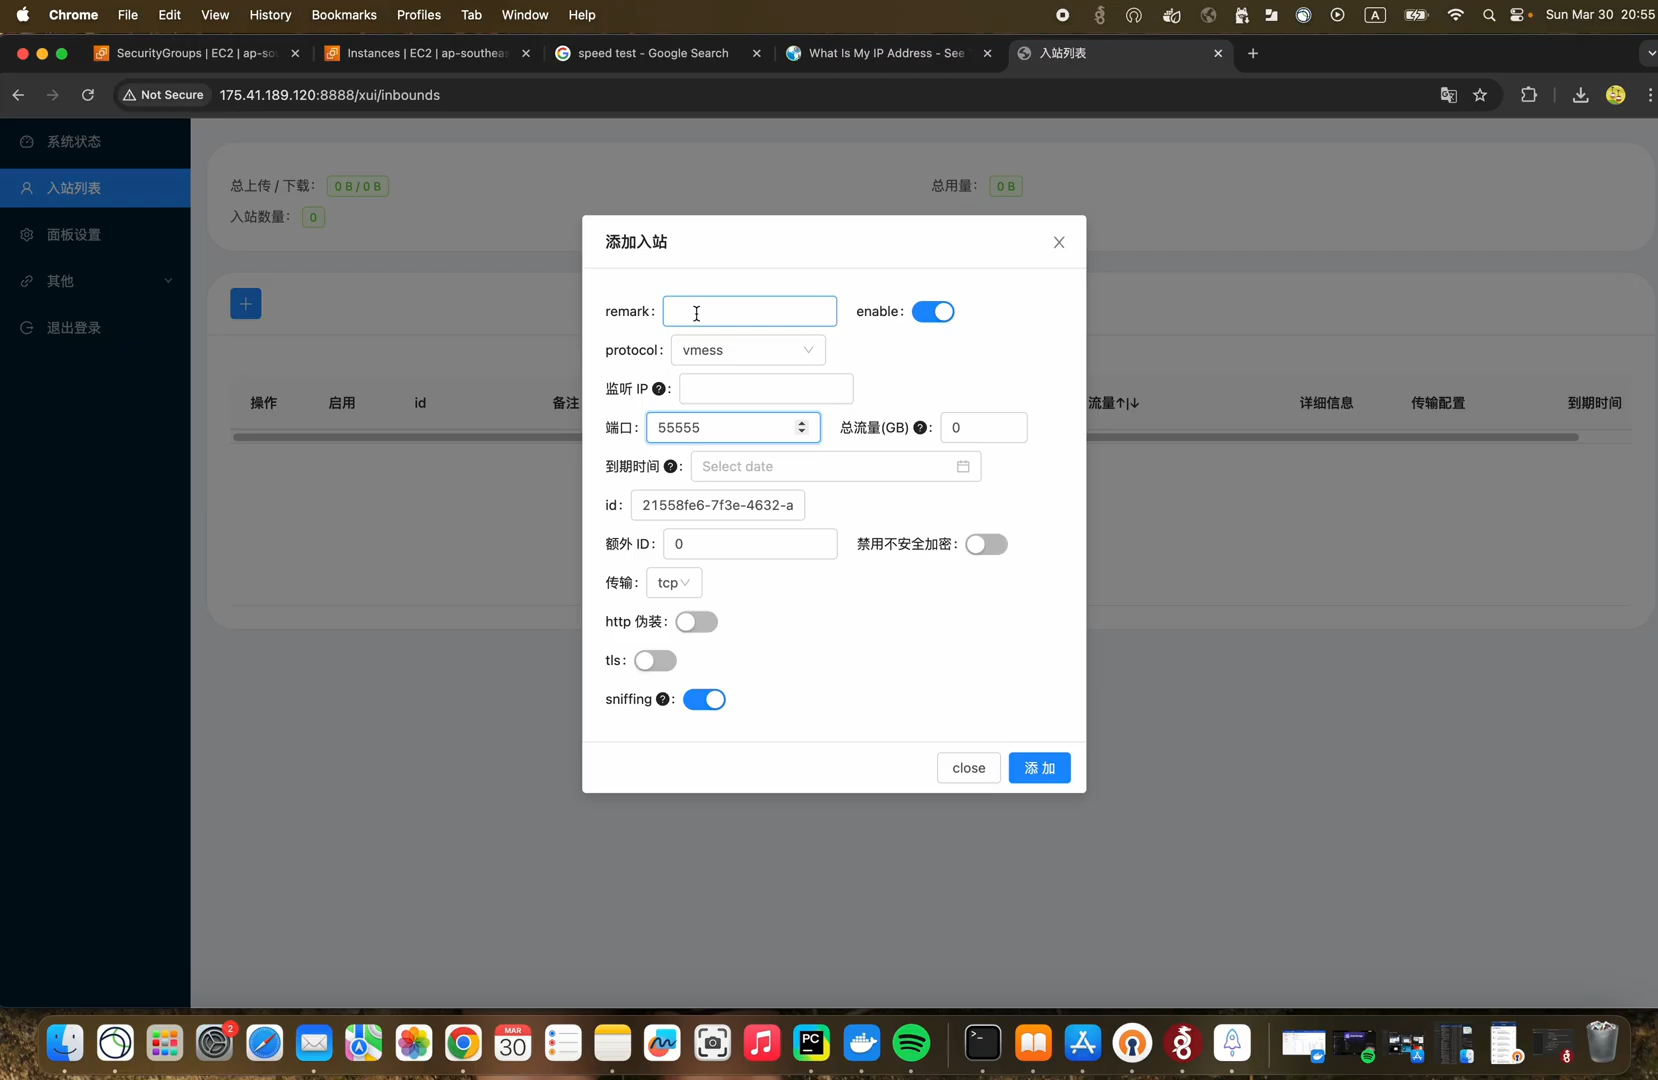 Chrome File Edit View History Bookmarks Profiles Tab Window Help A Sun Mar 30 20:55
SecurityGroups | EC2 | ap-so Instances | EC2 | ap-southeas speed test - Google Search What Is My IP Address - See 入站列表
Not Secure 175.41.189.120:8888/xui/inbounds
系统状态
入站列表
面板设置
其他
退出登录
总上传 / 下载: 0 B / 0 B 总用量: 0 B
入站数量: 0
操作 启用 id 备注 流量↑|↓ 详细信息 传输配置 到期时间
添加入站
remark: enable:
protocol: vmess
监听 IP ?:
端口: 55555 总流量(GB) ?: 0
到期时间 ?: Select date
id: 21558fe6-7f3e-4632-a
额外 ID: 0 禁用不安全加密:
传输: tcp
http 伪装:
tls:
sniffing ?:
close 添 加
2 MAR 30 PC